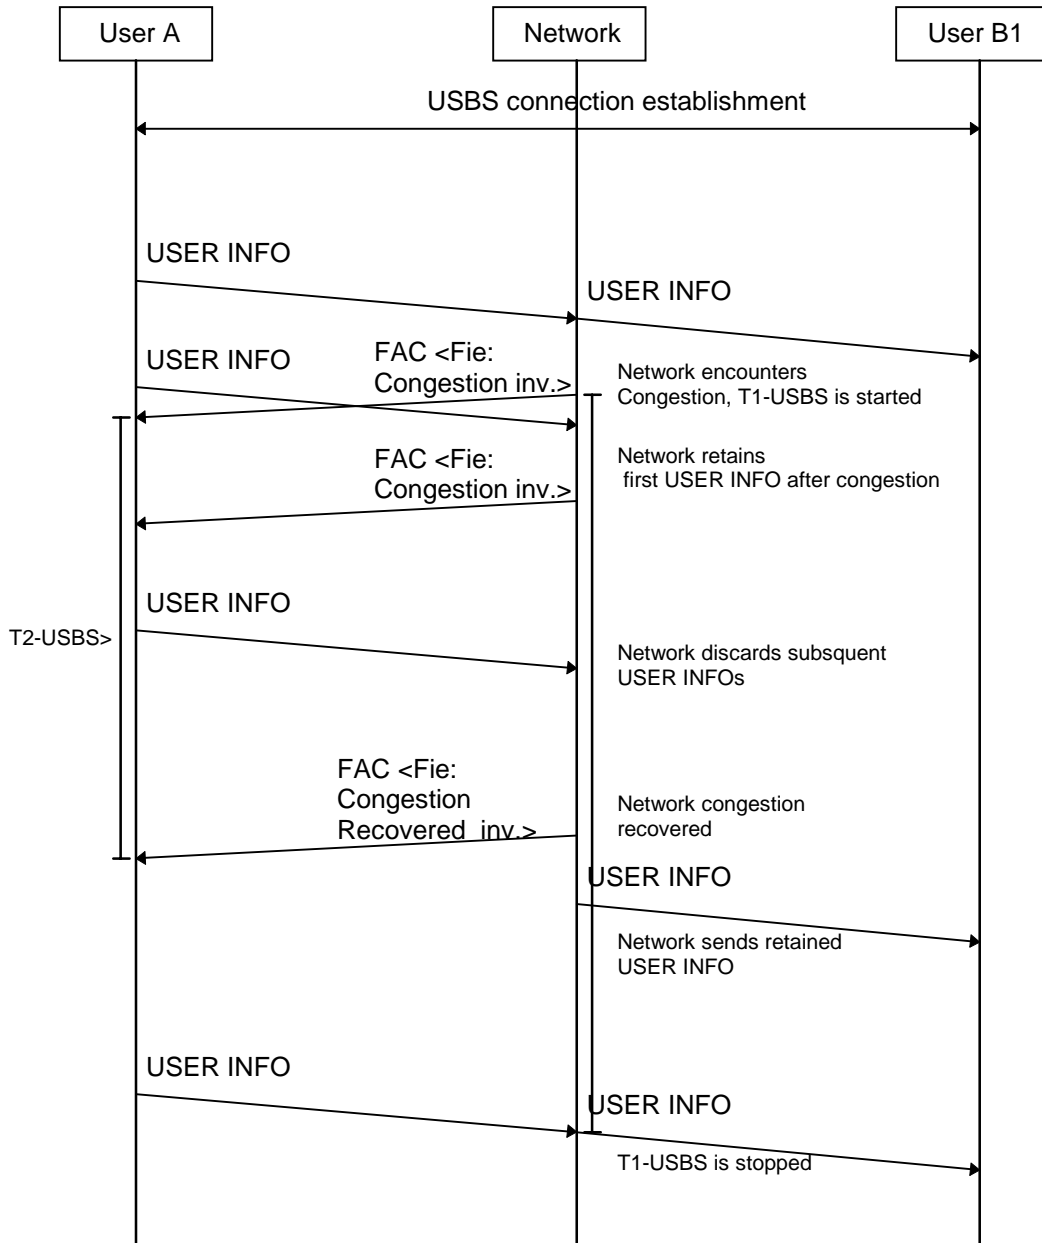 User A
Network
User B1
USBS connection establishment
USER INFO
USER INFO
USER INFO
FAC <Fie:
Congestion inv.>
Network encounters
Congestion, T1-USBS is started
FAC <Fie:
Congestion inv.>
Network retains
first USER INFO after congestion
USER INFO
T2-USBS>
Network discards subsquent
USER INFOs
FAC <Fie:
Congestion
Recovered  inv.>
Network congestion
recovered
USER INFO
Network sends retained
USER INFO
USER INFO
USER INFO
T1-USBS is stopped